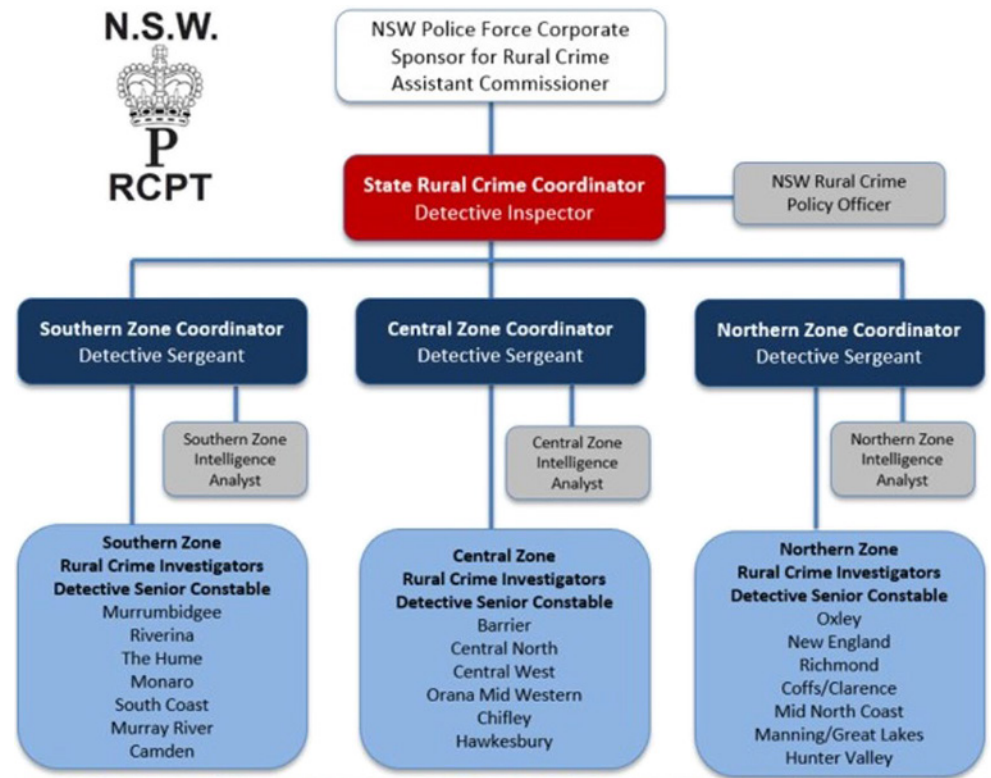 N.S.W.
P
RCPT
NSW Police Force Corporate
Sponsor for Rural Crime
Assistant Commissioner
State Rural Crime Coordinator
Detective Inspector
NSW Rural Crime
Policy Officer
Southern Zone Coordinator
Detective Sergeant
Central Zone Coordinator
Detective Sergeant
Northern Zone Coordinator
Detective Sergeant
Southern Zone
Intelligence
Analyst
Central Zone
Intelligence
Analyst
Northern Zone
Intelligence
Analyst
Southern Zone
Rural Crime Investigators
Detective Senior Constable
Murrumbidgee
Riverina
The Hume
Monaro
South Coast
Murray River
Camden
Central Zone
Rural Crime Investigators
Detective Senior Constable
Barrier
Central North
Central West
Orana Mid Western
Chifley
Hawkesbury
Northern Zone
Rural Crime Investigators
Detective Senior Constable
Oxley
New England
Richmond
Coffs/Clarence
Mid North Coast
Manning/Great Lakes
Hunter Valley